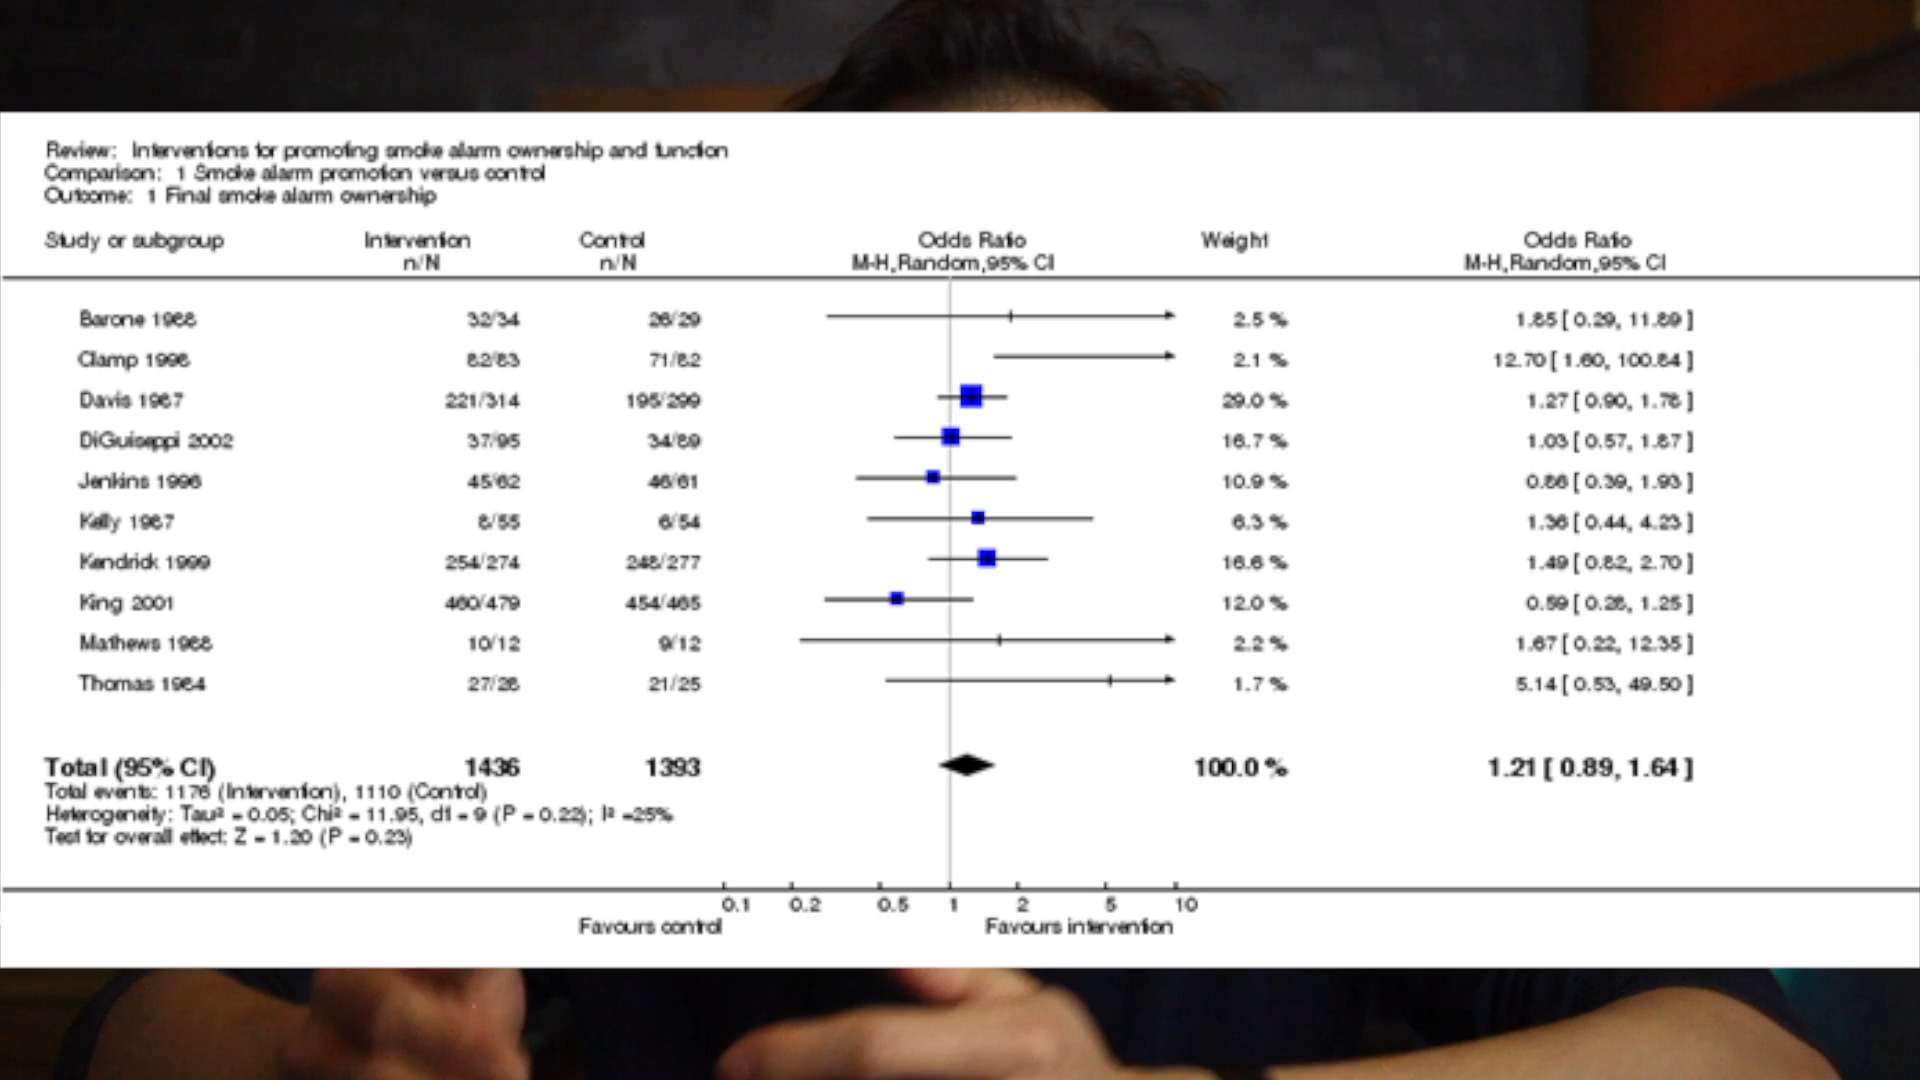 Review: Interventions for promoting smoke alarm ownership and function
Comparison: 1 Smoke alarm promotion versus control
Outcome: 1 Final smoke alarm ownership
Study or subgroup Intervention Control Odds Ratio Weight Odds Ratio
n/N n/N M-H,Random,95% CI M-H,Random,95% CI
Barone 1988 32/34 26/29 2.5 % 1.85 [ 0.29, 11.89 ]
Clamp 1998 82/83 71/82 2.1 % 12.70 [ 1.60, 100.84 ]
Davis 1987 221/314 195/299 29.0 % 1.27 [ 0.90, 1.78 ]
DiGuiseppi 2002 37/95 34/89 16.7 % 1.03 [ 0.57, 1.87 ]
Jenkins 1996 45/62 46/61 10.9 % 0.86 [ 0.39, 1.93 ]
Kelly 1987 8/55 6/54 6.3 % 1.36 [ 0.44, 4.23 ]
Kendrick 1999 254/274 248/277 16.6 % 1.49 [ 0.82, 2.70 ]
King 2001 460/479 454/465 12.0 % 0.59 [ 0.28, 1.25 ]
Mathews 1988 10/12 9/12 2.2 % 1.67 [ 0.22, 12.35 ]
Thomas 1984 27/28 21/25 1.7 % 5.14 [ 0.53, 49.50 ]
Total (95% CI) 1436 1393 100.0 % 1.21 [ 0.89, 1.64 ]
Total events: 1176 (Intervention), 1110 (Control)
Heterogeneity: Tau² = 0.05; Chi² = 11.95, df = 9 (P = 0.22); I² =25%
Test for overall effect: Z = 1.20 (P = 0.23)
0.1 0.2 0.5 1 2 5 10
Favours control Favours intervention